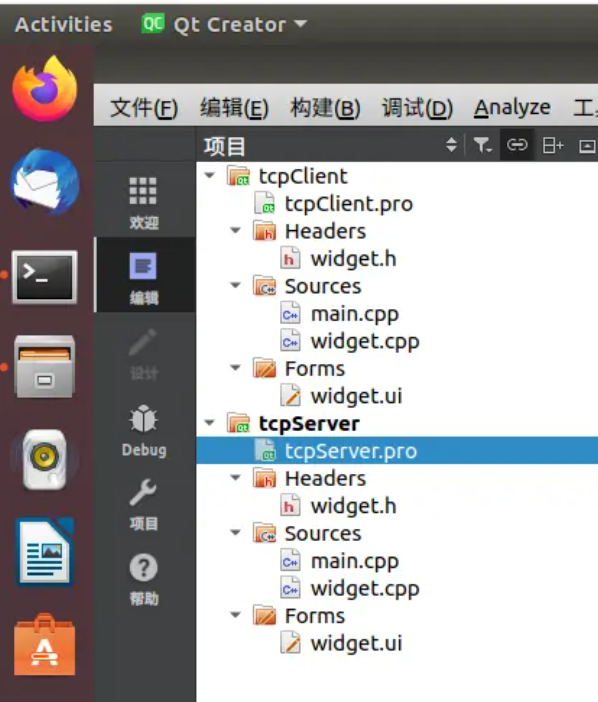 Activities Qt Creator
文件(F) 编辑(E) 构建(B) 调试(D) Analyze
项目
tcpClient
tcpClient.pro
Headers
widget.h
Sources
main.cpp
widget.cpp
Forms
widget.ui
tcpServer
tcpServer.pro
Headers
widget.h
Sources
main.cpp
widget.cpp
Forms
widget.ui
欢迎
编辑
设计
Debug
项目
帮助